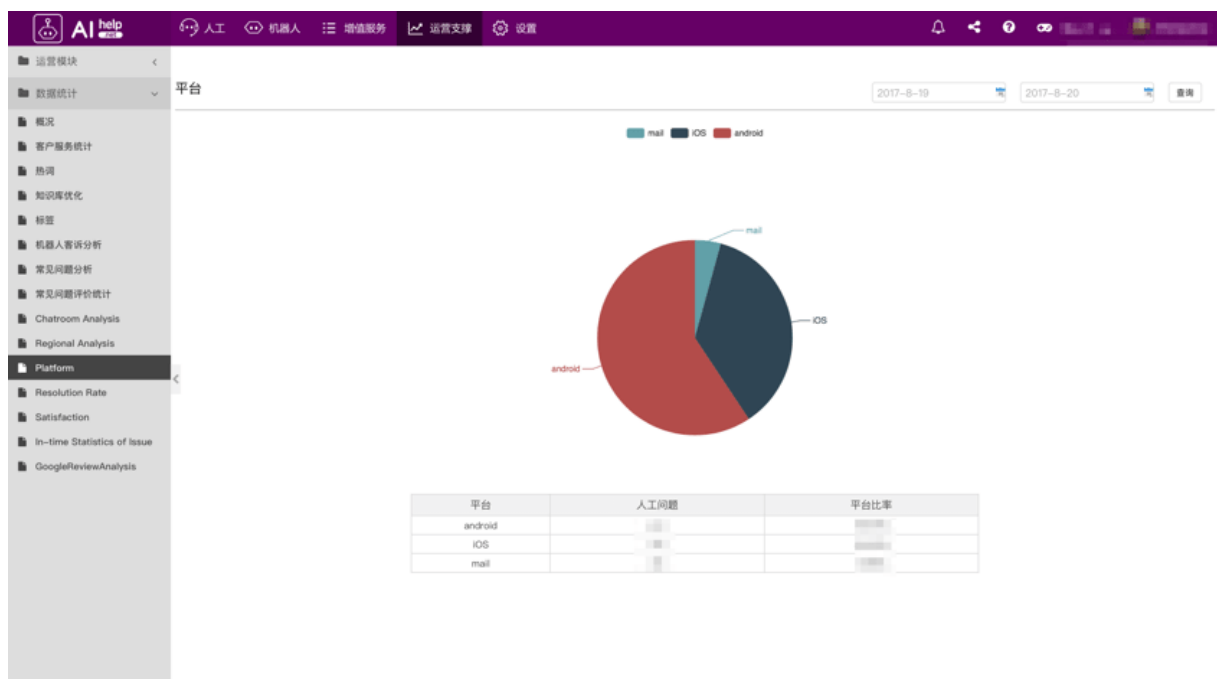 AI help .net 人工 机器人 增值服务 运营支撑 设置
运营模块
数据统计
概况
客户服务统计
热词
知识库优化
标签
机器人客诉分析
常见问题分析
常见问题评价统计
Chatroom Analysis
Regional Analysis
Platform
Resolution Rate
Satisfaction
In-time Statistics of Issue
GoogleReviewAnalysis
平台 2017-8-19 2017-8-20 查询
mail iOS android
mail
iOS
android
平台 人工问题 平台比率
android
iOS
mail